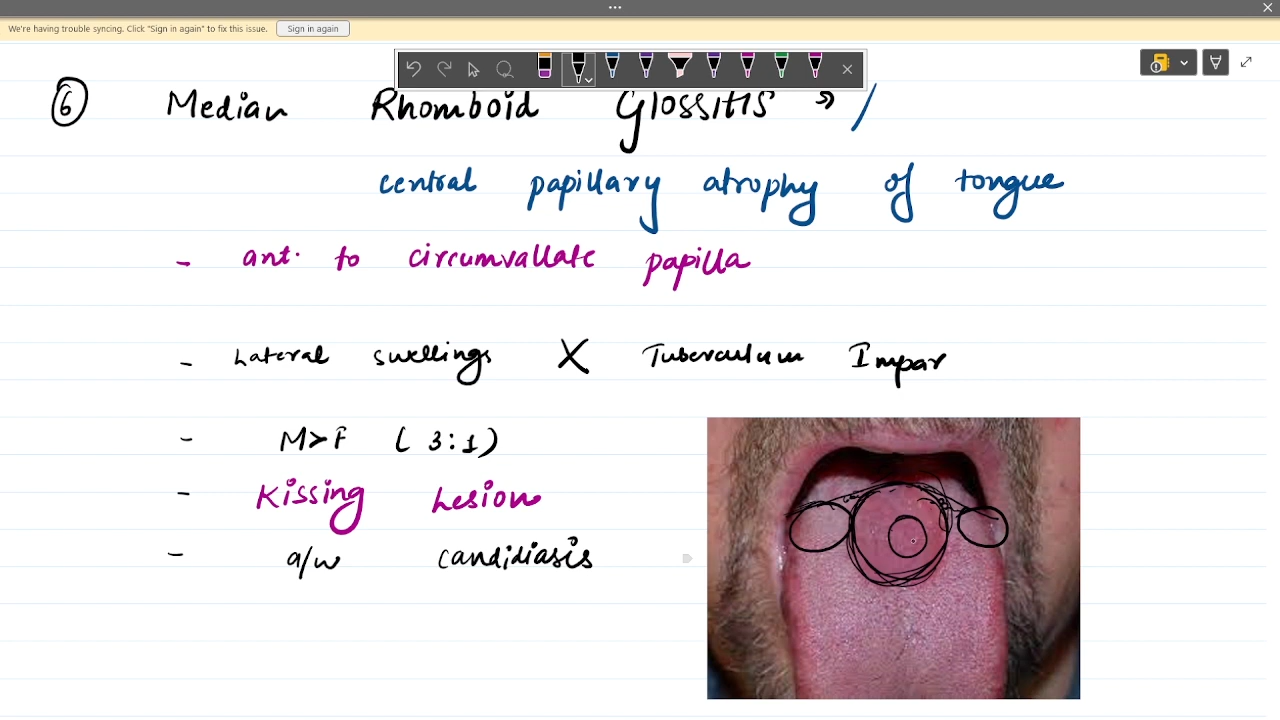 We're having trouble syncing. Click "Sign in again" to fix this issue. Sign in again
6 Median Rhomboid Glossitis → /
central papillary atrophy of tongue
- ant. to circumvallate papilla
- Lateral swellings X Tuberculum Impar
- M>F (3:1)
- Kissing Lesion
- a/w candidiasis